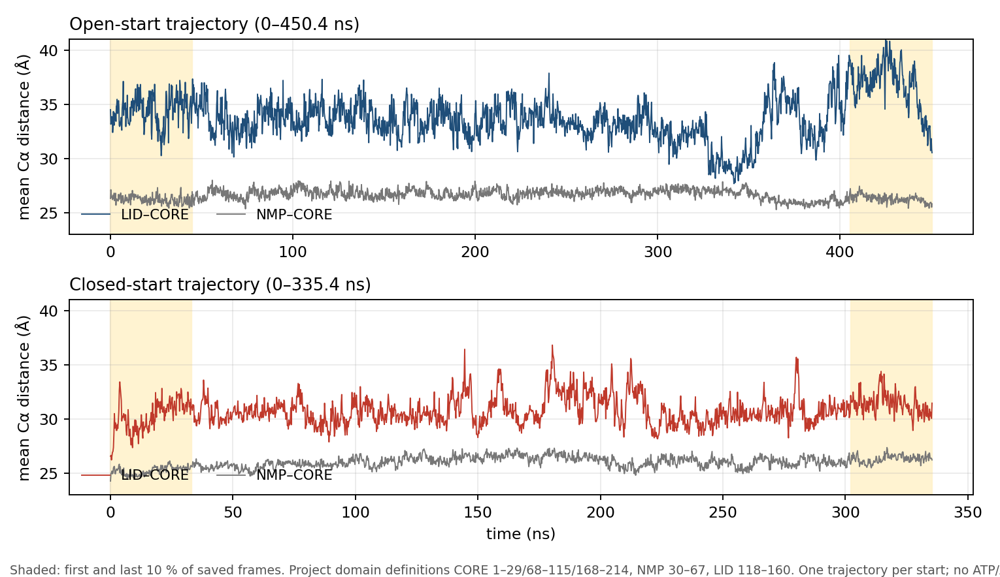 Open-start trajectory (0–450.4 ns)
40
35
30
25
mean Cα distance (Å)
LID–CORE NMP–CORE
0 100 200 300 400
Closed-start trajectory (0–335.4 ns)
40
35
30
25
mean Cα distance (Å)
LID–CORE NMP–CORE
0 50 100 150 200 250 300 350
time (ns)
Shaded: first and last 10 % of saved frames. Project domain definitions CORE 1–29/68–115/168–214, NMP 30–67, LID 118–160. One trajectory per start; no ATP/